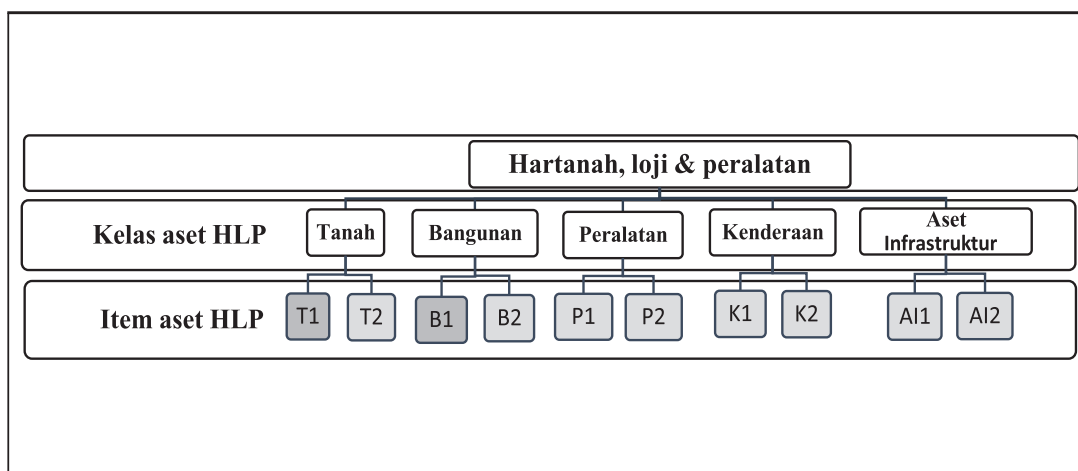 Hartanah, loji & peralatan
Kelas aset HLP
Tanah
Bangunan
Peralatan
Kenderaan
Aset
Infrastruktur
Item aset HLP
T1
T2
B1
B2
P1
P2
K1
K2
AI1
AI2